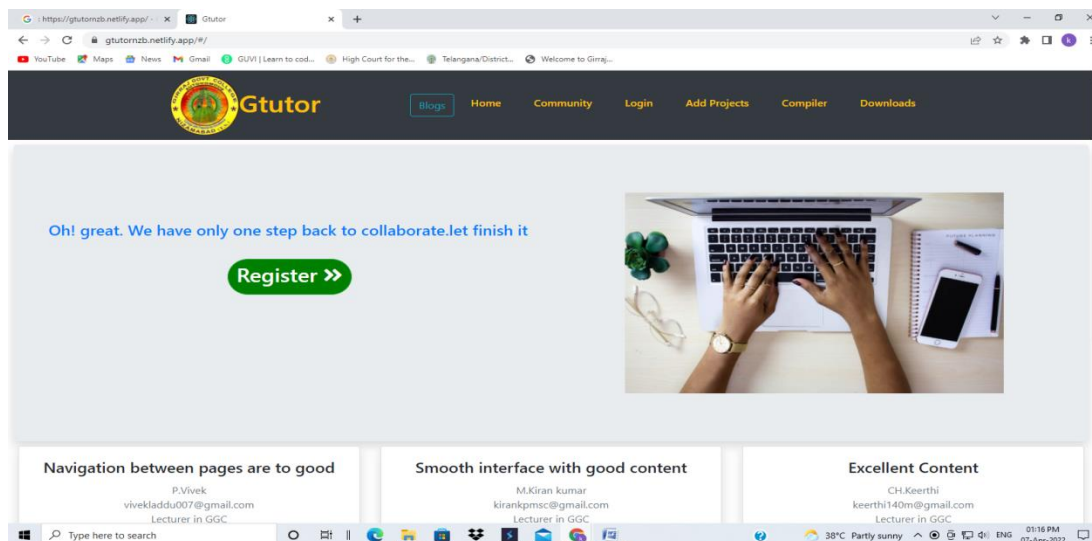 : https://gtutornzb.netlify.app/ -
Gtutor
gtutornzb.netlify.app/#/
YouTube Maps News Gmail GUVI | Learn to cod... High Court for the... Telangana/District... Welcome to Girraj...
Gtutor
Blogs Home Community Login Add Projects Compiler Downloads
Oh! great. We have only one step back to collaborate.let finish it
Register »
FUTURE PLANNING
Navigation between pages are to good
P.Vivek
vivekladdu007@gmail.com
Lecturer in GGC
Smooth interface with good content
M.Kiran kumar
kirankpmsc@gmail.com
Lecturer in GGC
Excellent Content
CH.Keerthi
keerthi140m@gmail.com
Lecturer in GGC
Type here to search
38°C Partly sunny
ENG
01:16 PM
07-Apr-2022